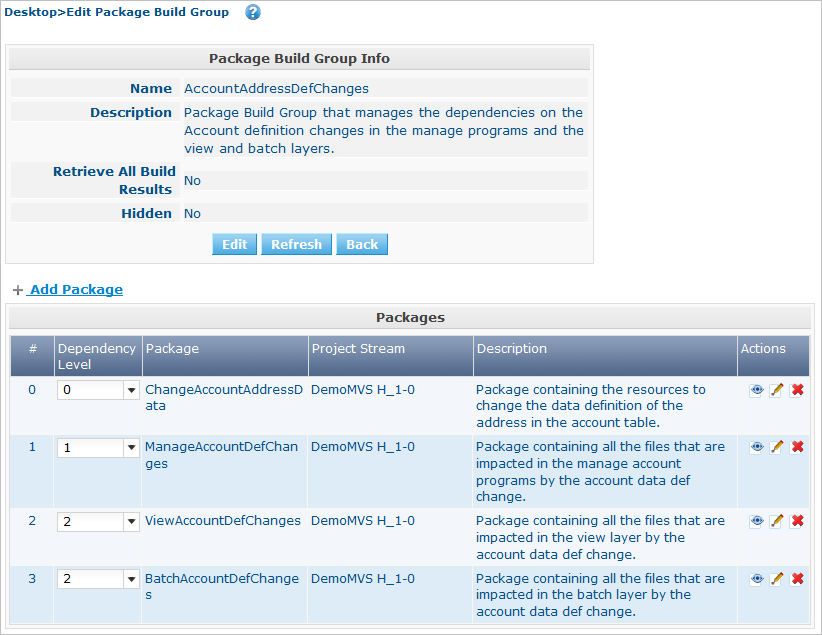 Desktop>Edit Package Build Group ?
Package Build Group Info
Name AccountAddressDefChanges
Description Package Build Group that manages the dependencies on the
Account definition changes in the manage programs and the
view and batch layers.
Retrieve All Build
Results No
Hidden No
Edit Refresh Back
+ Add Package
Packages
# Dependency
Level Package Project Stream Description Actions
0 0 ChangeAccountAddressD
ata DemoMVS H_1-0 Package containing the resources to
change the data definition of the
address in the account table.
1 1 ManageAccountDefChan
ges DemoMVS H_1-0 Package containing all the files that are
impacted in the manage account
programs by the account data def
change.
2 2 ViewAccountDefChanges DemoMVS H_1-0 Package containing all the files that are
impacted in the view layer by the
account data def change.
3 2 BatchAccountDefChange
s DemoMVS H_1-0 Package containing all the files that are
impacted in the batch layer by the
account data def change.